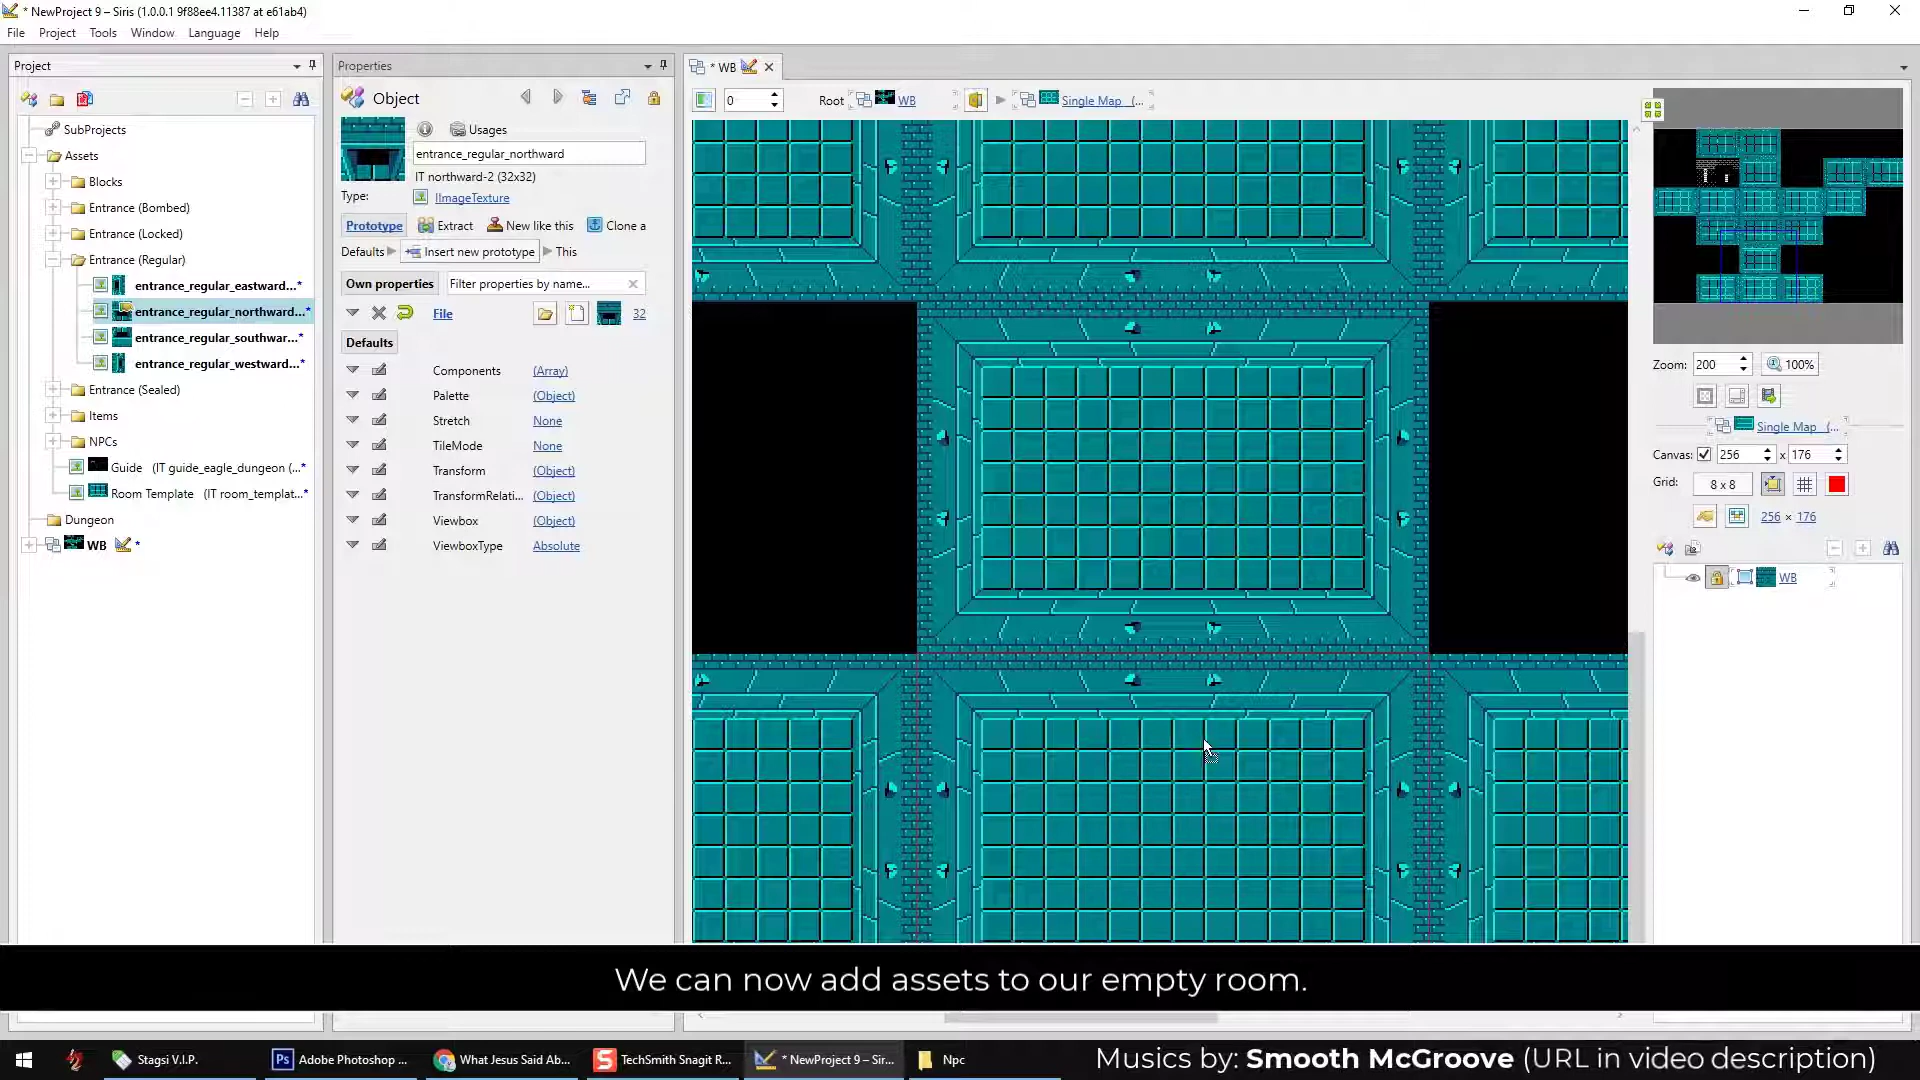 * NewProject 9 – Siris (1.0.0.1 9f88ee4.11387 at e61ab4)
File Project Tools Window Language Help
Project
SubProjects
Assets
Blocks
Entrance (Bombed)
Entrance (Locked)
Entrance (Regular)
entrance_regular_eastward...*
entrance_regular_northward...*
entrance_regular_southwar...*
entrance_regular_westward...*
Entrance (Sealed)
Items
NPCs
Guide (IT guide_eagle_dungeon (...*
Room Template (IT room_templat...*
Dungeon
WB *
Properties
Object
Usages
entrance_regular_northward
IT northward-2 (32x32)
Type: IImageTexture
Prototype Extract New like this Clone a
Defaults Insert new prototype This
Own properties Filter properties by name...
File 32
Defaults
Components (Array)
Palette (Object)
Stretch None
TileMode None
Transform (Object)
TransformRelati... (Object)
Viewbox (Object)
ViewboxType Absolute
* WB
0 Root WB Single Map (...
Zoom: 200 100%
Single Map (...
Canvas: 256 x 176
Grid: 8 x 8
256 × 176
WB
We can now add assets to our empty room.
Stagsi V.I.P. Adobe Photoshop ... What Jesus Said Ab... TechSmith Snagit R... * NewProject 9 – Sir... Npc
Musics by: Smooth McGroove (URL in video description)